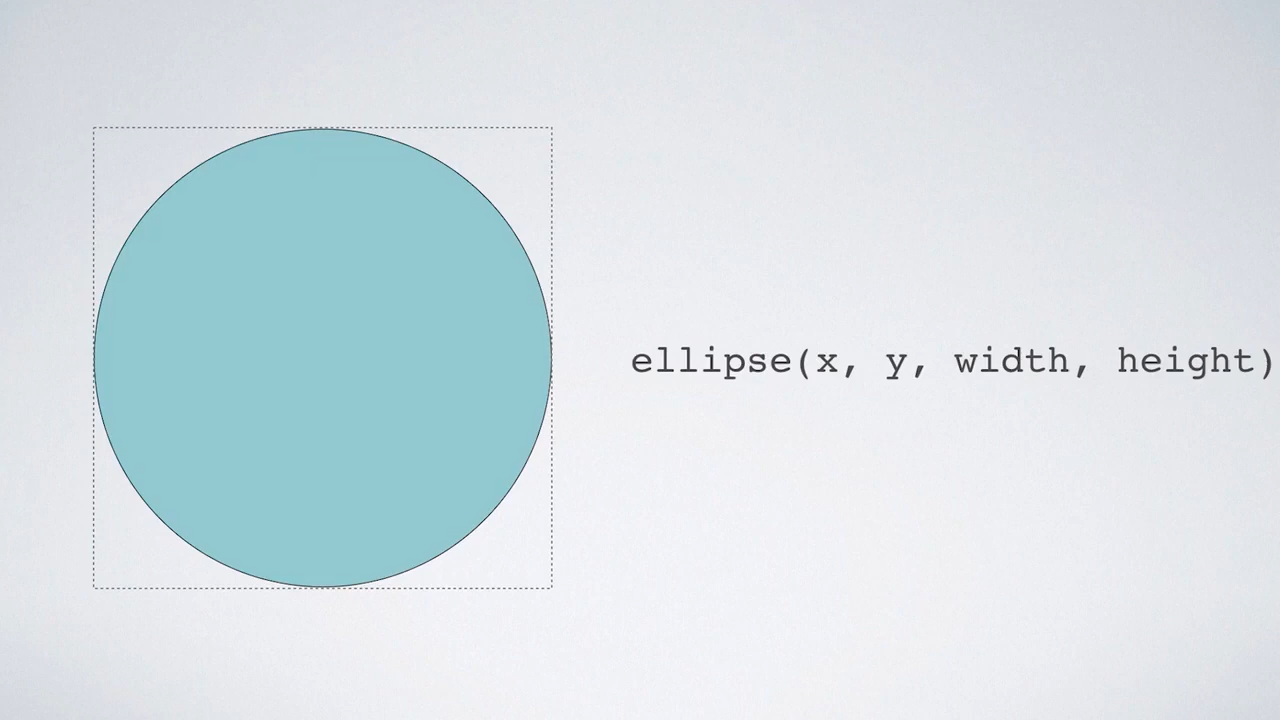 ellipse(x, y, width, height)